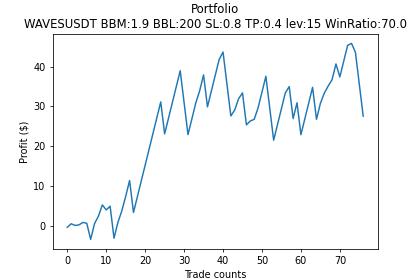 Portfolio
WAVESUSDT BBM:1.9 BBL:200 SL:0.8 TP:0.4 lev:15 WinRatio:70.0
Profit ($)
40
30
20
10
0
0 10 20 30 40 50 60 70
Trade counts